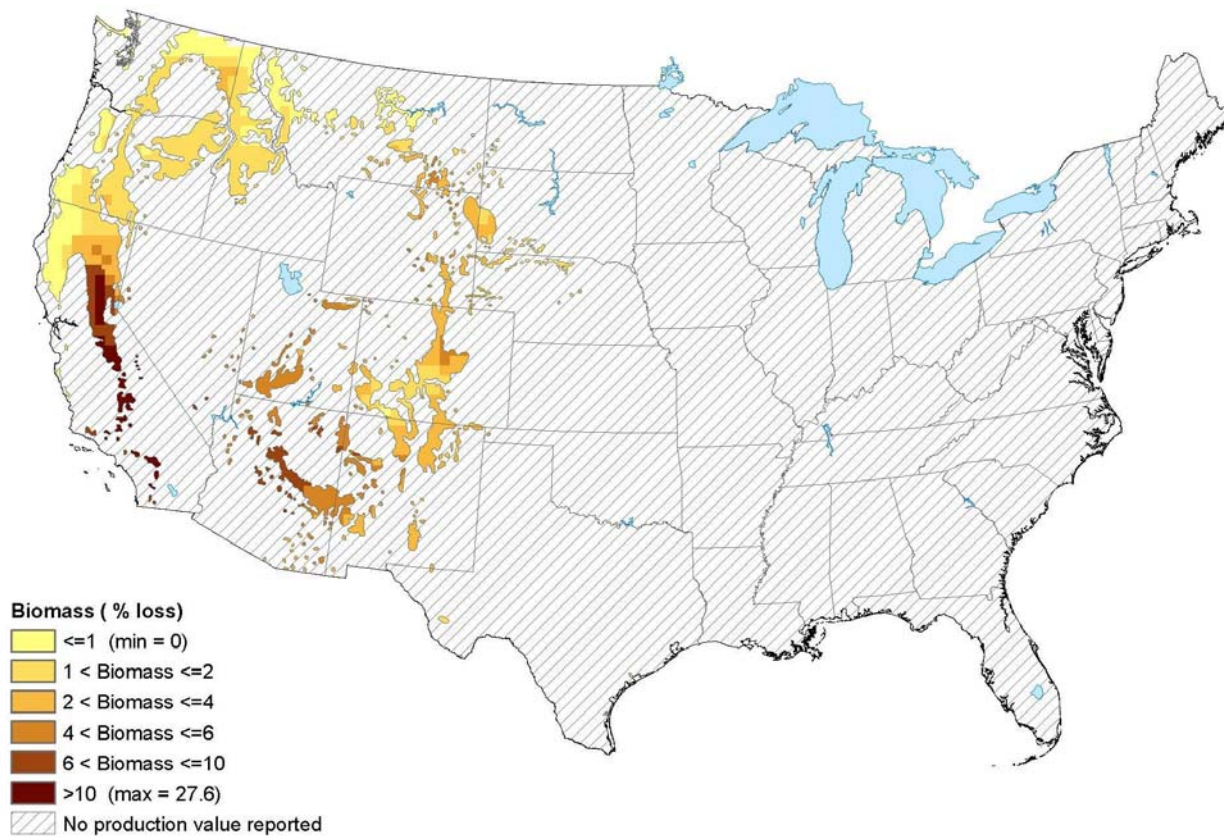 Biomass ( % loss)
<=1 (min = 0)
1 < Biomass <=2
2 < Biomass <=4
4 < Biomass <=6
6 < Biomass <=10
>10 (max = 27.6)
No production value reported